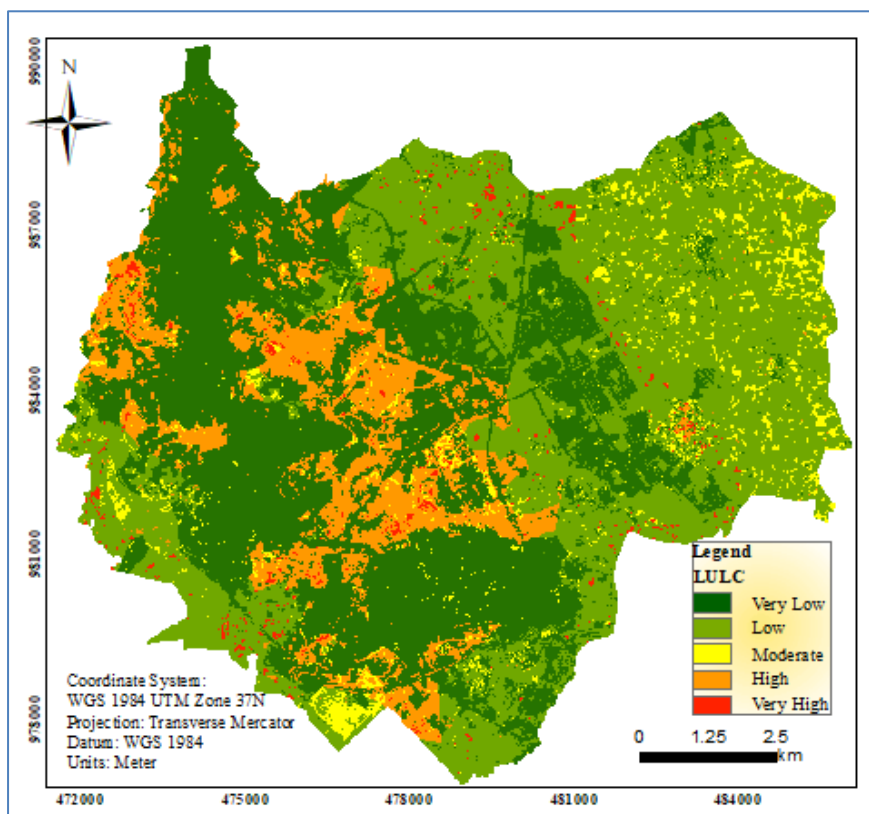 N
990000
987000
984000
981000
978000
Legend
LULC
Very Low
Low
Moderate
High
Very High
Coordinate System:
WGS 1984 UTM Zone 37N
Projection: Transverse Mercator
Datum: WGS 1984
Units: Meter
0 1.25 2.5
km
472000 475000 478000 481000 484000